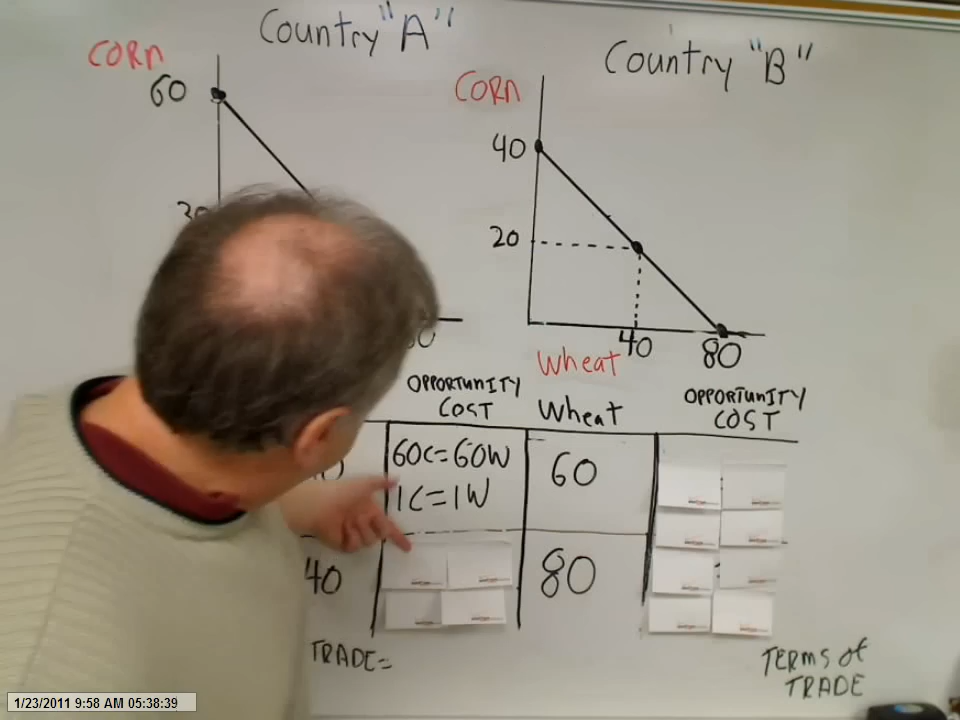 Country "A"
CORN
60
Country "B"
CORN
40
20
40
80
Wheat
OPPORTUNITY
COST
Wheat
OPPORTUNITY
COST
60C=60W
1C=1W
60
40
80
TRADE=
TERMS of
TRADE
1/23/2011 9:58 AM 05:38:39